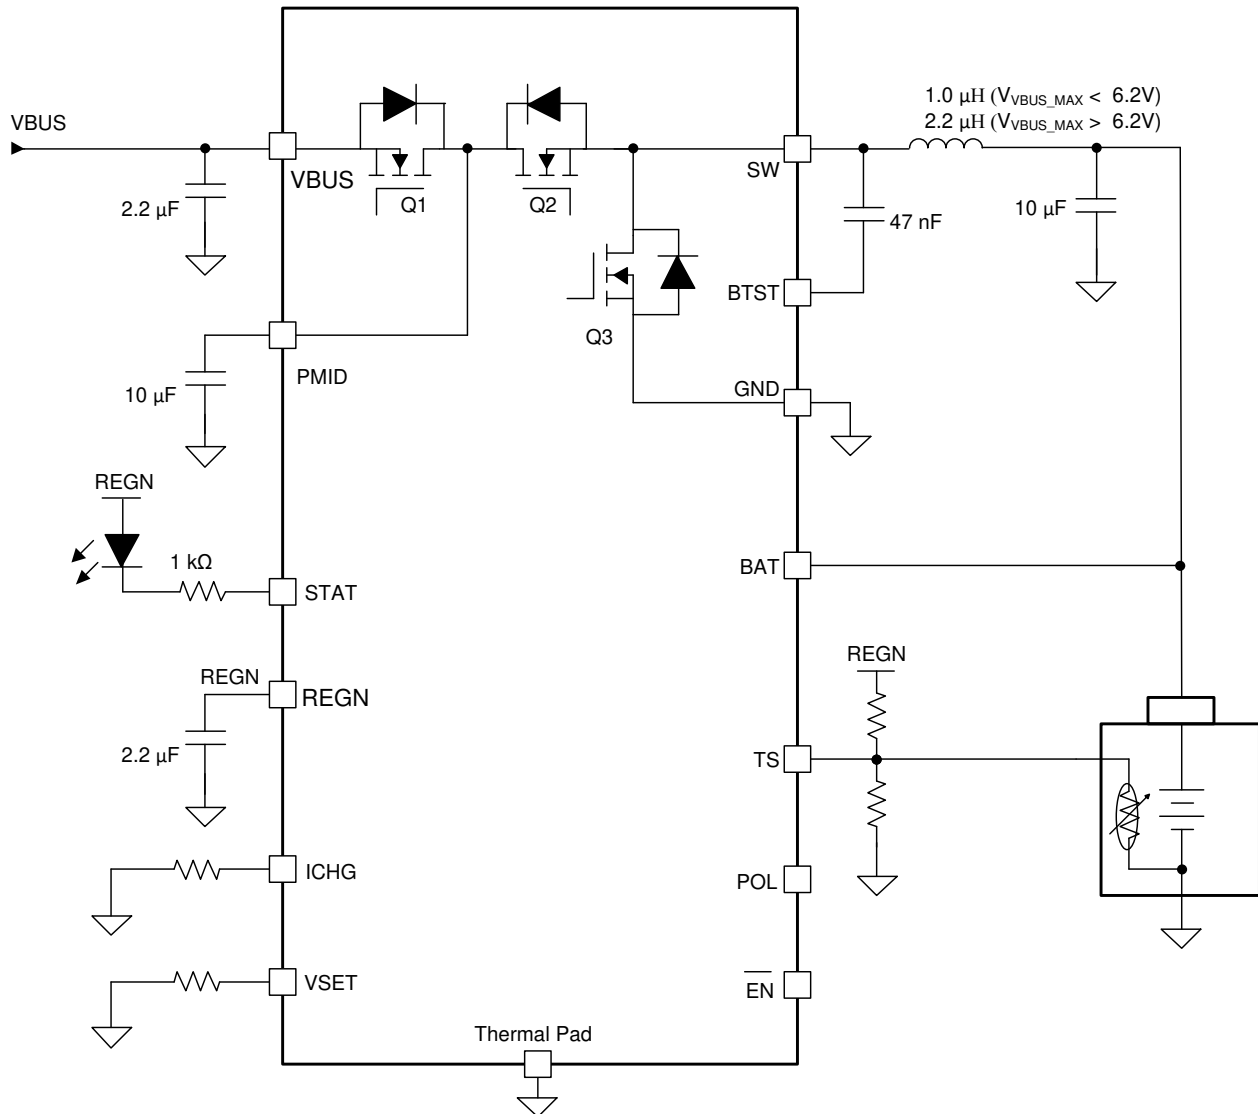 1.0 µH (VVBUS_MAX < 6.2V)
2.2 µH (VVBUS_MAX > 6.2V)
VBUS
VBUS
SW
Q1
Q2
2.2 µF
47 nF
10 µF
BTST
Q3
PMID
10 µF
GND
REGN
1 kΩ
STAT
BAT
REGN
REGN
REGN
2.2 µF
TS
ICHG
POL
VSET
EN
Thermal Pad